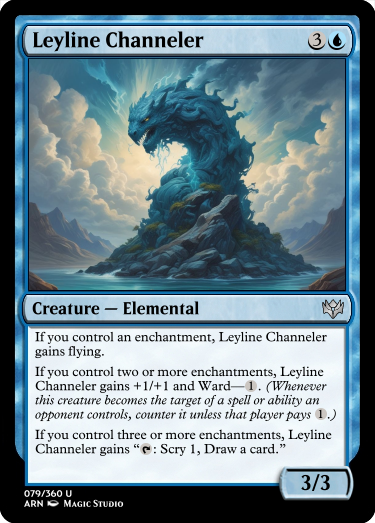 Leyline Channeler 3
Creature — Elemental
If you control an enchantment, Leyline Channeler
gains flying.
If you control two or more enchantments, Leyline
Channeler gains +1/+1 and Ward—1. (Whenever
this creature becomes the target of a spell or ability an
opponent controls, counter it unless that player pays 1.)
If you control three or more enchantments, Leyline
Channeler gains “: Scry 1, Draw a card.”
3/3
079/360 U
ARN MAGIC STUDIO